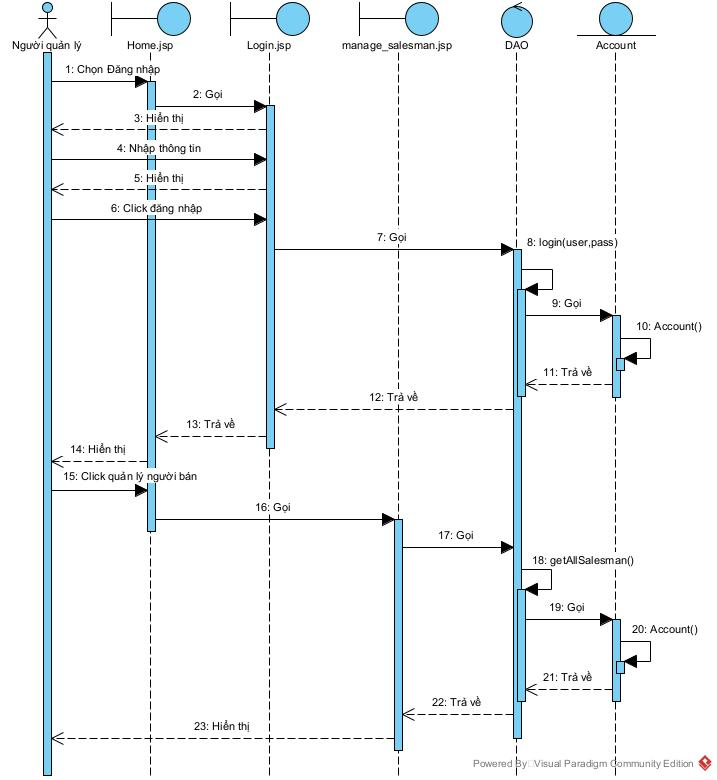 Người quản lý
Home.jsp
Login.jsp
manage_salesman.jsp
DAO
Account
1: Chọn Đăng nhập
2: Gọi
3: Hiển thị
4: Nhập thông tin
5: Hiển thị
6: Click đăng nhập
7: Gọi
8: login(user,pass)
9: Gọi
10: Account()
11: Trả về
12: Trả về
13: Trả về
14: Hiển thị
15: Click quản lý người bán
16: Gọi
17: Gọi
18: getAllSalesman()
19: Gọi
20: Account()
21: Trả về
22: Trả về
23: Hiển thị
Powered By Visual Paradigm Community Edition